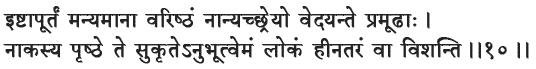 इष्टापूर्तं मन्यमाना वरिष्ठं नान्यच्छ्रेयो वेदयन्ते प्रमूढाः ।
नाकस्य पृष्ठे ते सुकृतेऽनुभूत्वेमं लोकं हीनतरं वा विशन्ति ।।१०।।